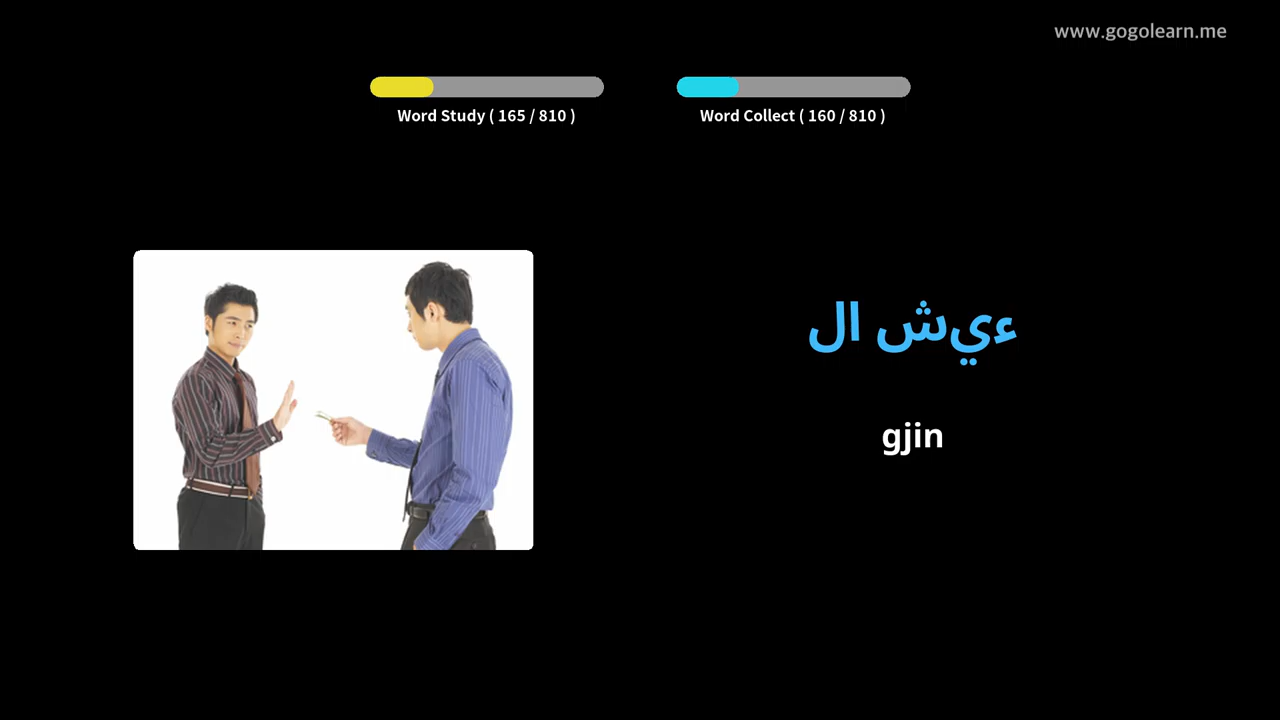 www.gogolearn.me
Word Study ( 165 / 810 )
Word Collect ( 160 / 810 )
ءيش ال
gjin